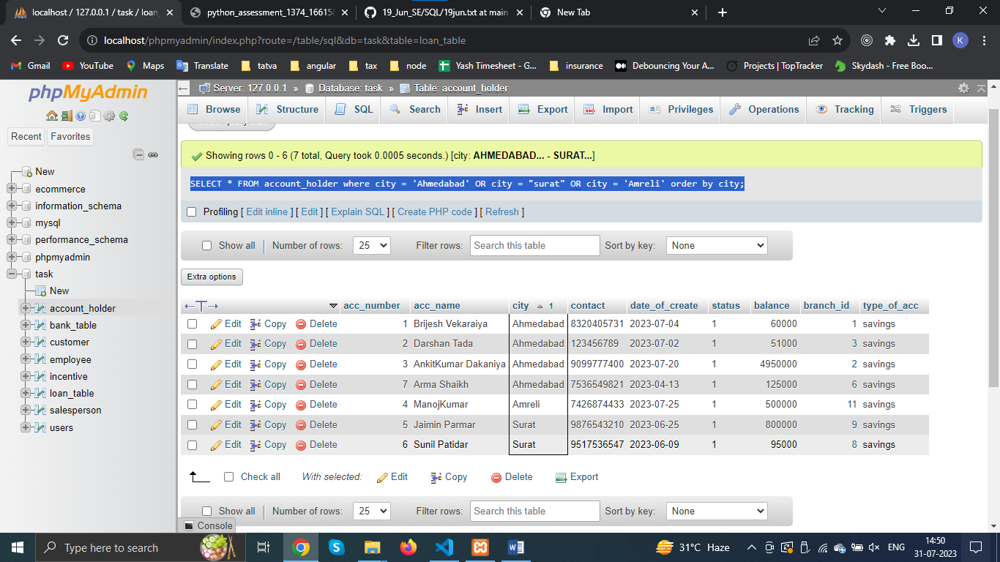 localhost / 127.0.0.1 / task / loan_
python_assessment_1374_16615
19_Jun_SE/SQL/19jun.txt at main
New Tab
localhost/phpmyadmin/index.php?route=/table/sql&db=task&table=loan_table
K
Gmail YouTube Maps Translate tatva angular tax node Yash Timesheet - G... insurance Debouncing Your A... Projects | TopTracker Skydash - Free Boo...
phpMyAdmin
Recent Favorites
New
ecommerce
information_schema
mysql
performance_schema
phpmyadmin
task
New
account_holder
bank_table
customer
employee
incentive
loan_table
salesperson
users
Server: 127.0.0.1 » Database: task » Table: account_holder
Browse Structure SQL Search Insert Export Import Privileges Operations Tracking Triggers
Showing rows 0 - 6 (7 total, Query took 0.0005 seconds.) [city: AHMEDABAD... - SURAT...]
SELECT * FROM account_holder where city = 'Ahmedabad' OR city = "surat" OR city = 'Amreli' order by city;
Profiling [ Edit inline ] [ Edit ] [ Explain SQL ] [ Create PHP code ] [ Refresh ]
Show all Number of rows: 25 Filter rows: Search this table Sort by key: None
Extra options
acc_number acc_name city 1 contact date_of_create status balance branch_id type_of_acc
Edit Copy Delete 1 Brijesh Vekaraiya Ahmedabad 8320405731 2023-07-04 1 60000 1 savings
Edit Copy Delete 2 Darshan Tada Ahmedabad 123456789 2023-07-02 1 51000 3 savings
Edit Copy Delete 3 AnkitKumar Dakaniya Ahmedabad 9099777400 2023-07-20 1 4950000 2 savings
Edit Copy Delete 7 Arma Shaikh Ahmedabad 7536549821 2023-04-13 1 125000 6 savings
Edit Copy Delete 4 ManojKumar Amreli 7426874433 2023-07-25 1 500000 11 savings
Edit Copy Delete 5 Jaimin Parmar Surat 9876543210 2023-06-25 1 800000 9 savings
Edit Copy Delete 6 Sunil Patidar Surat 9517536547 2023-06-09 1 95000 8 savings
Check all With selected: Edit Copy Delete Export
Show all Number of rows: 25 Filter rows: Search this table Sort by key: None
Console
Type here to search
31°C Haze
ENG
14:50
31-07-2023